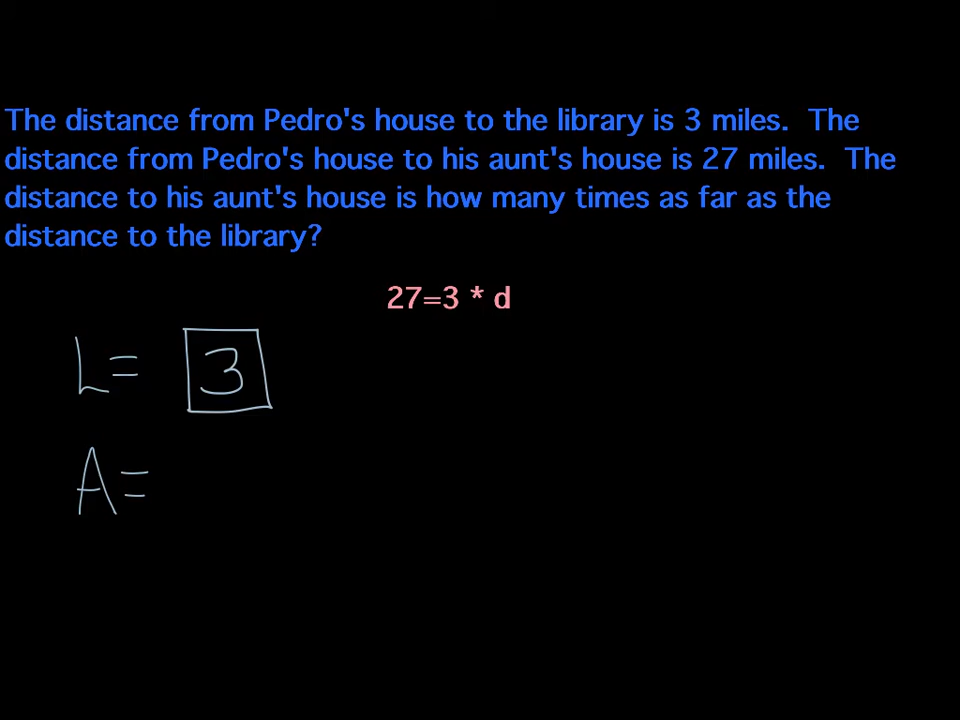 The distance from Pedro's house to the library is 3 miles.  The
distance from Pedro's house to his aunt's house is 27 miles.  The
distance to his aunt's house is how many times as far as the
distance to the library?
27=3 * d
L= 3
A=